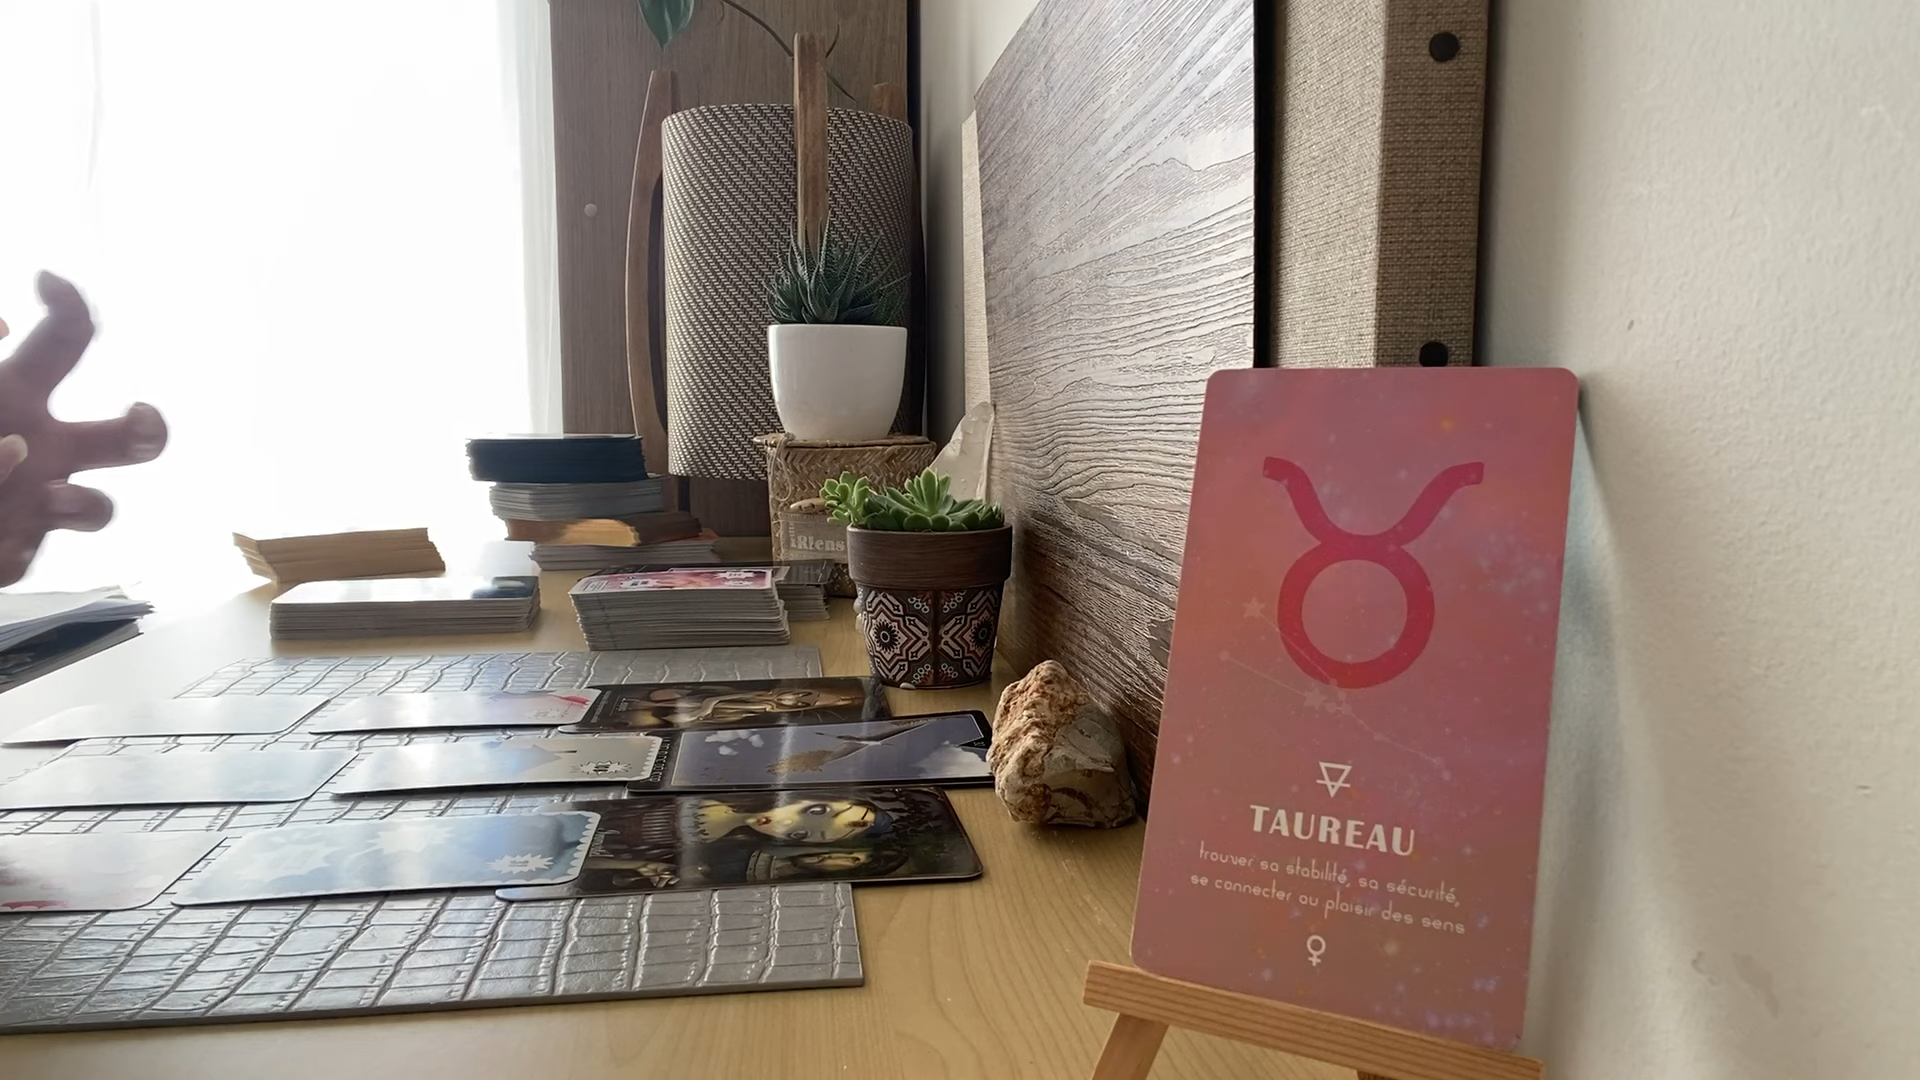 TAUREAU
trouver sa stabilité, sa sécurité,
se connecter au plaisir des sens